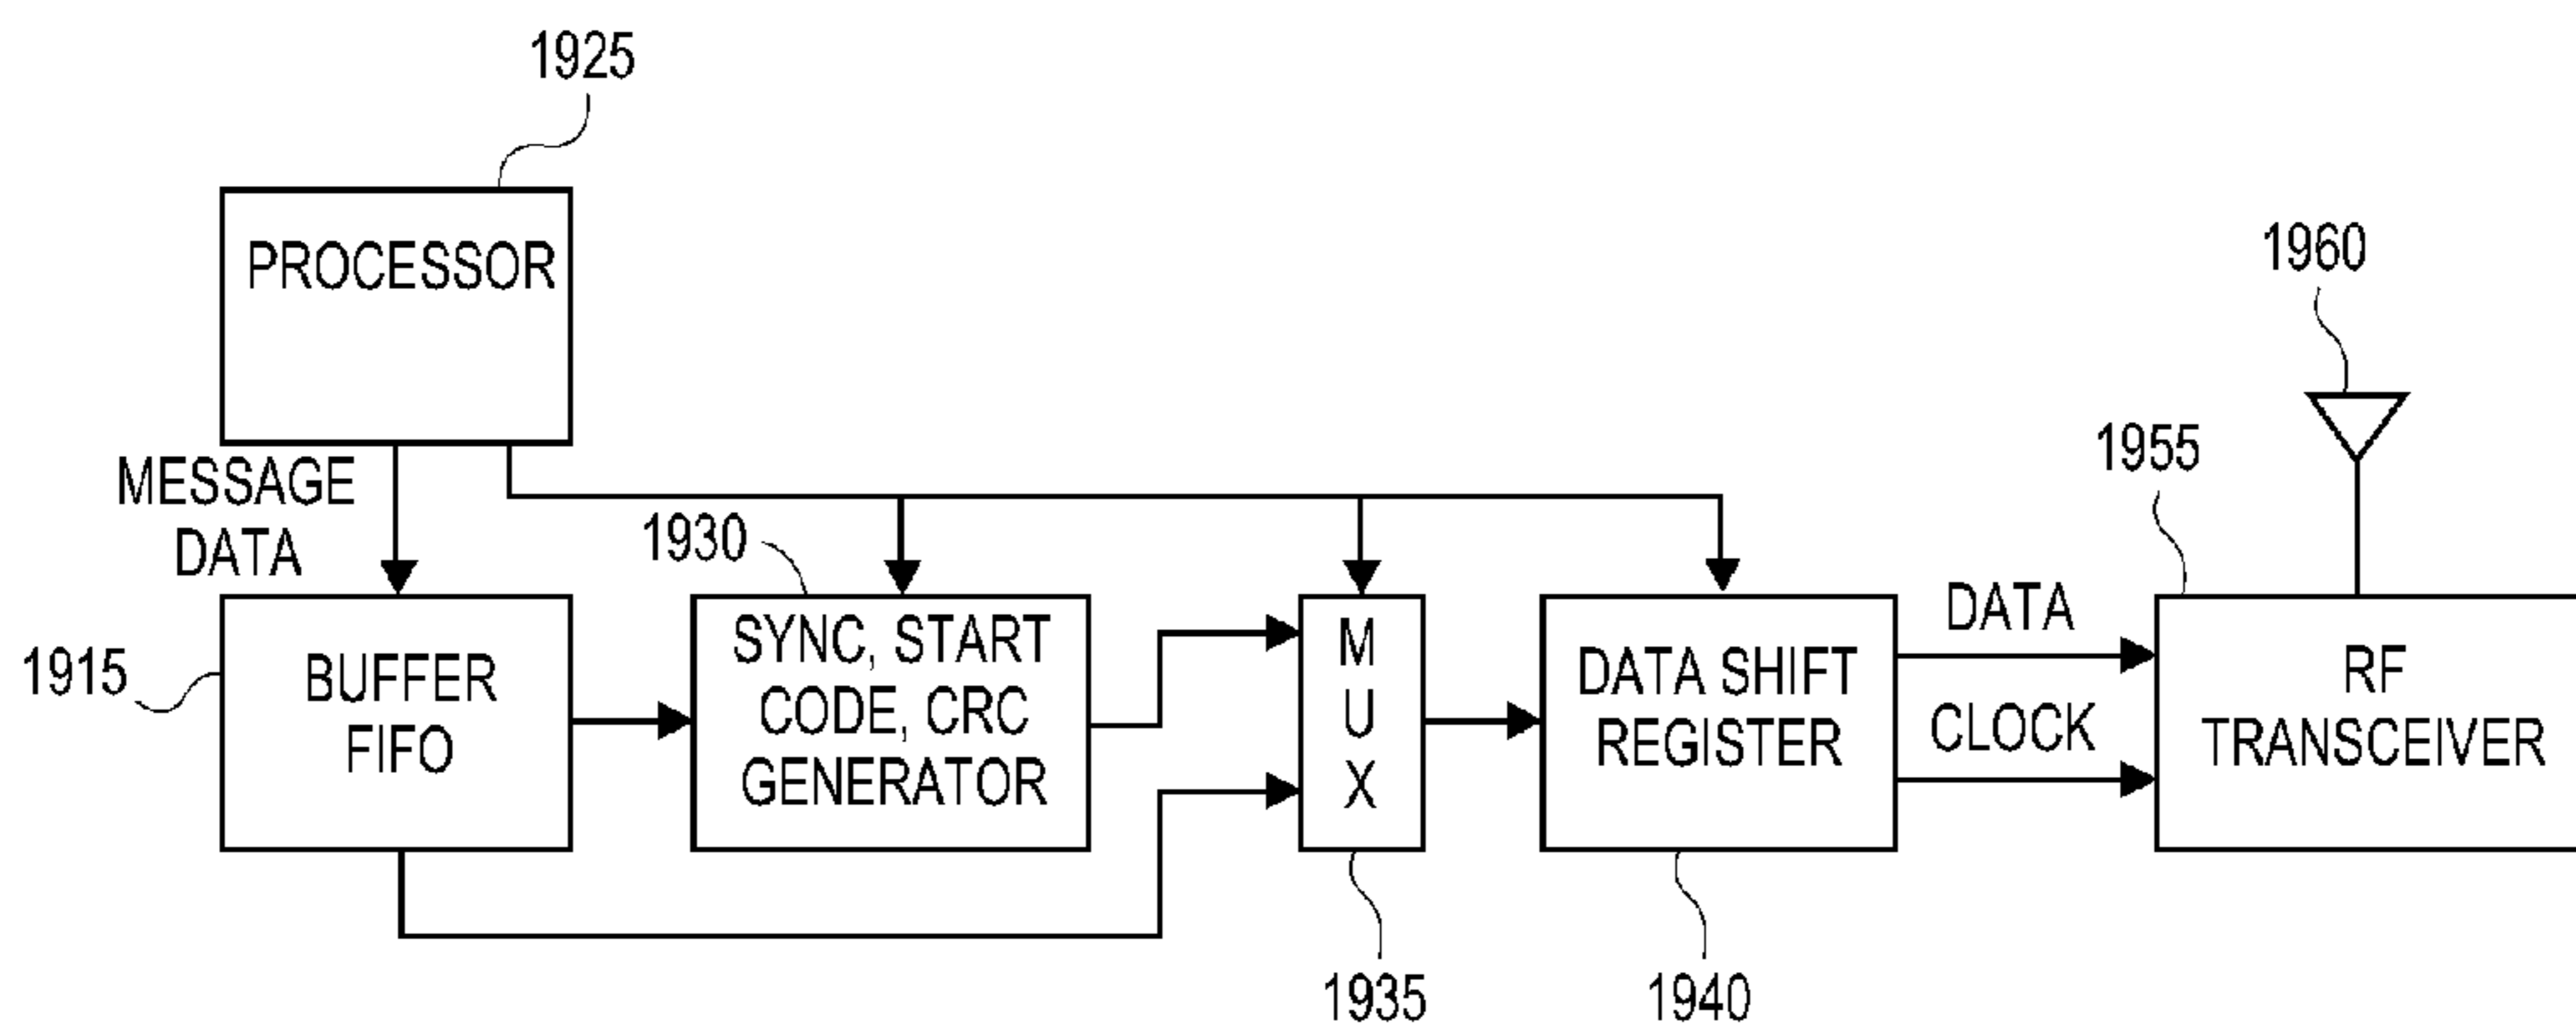 1925
PROCESSOR
1960
MESSAGE
DATA
1930
1955
1915
BUFFER
FIFO
SYNC, START
CODE, CRC
GENERATOR
M
U
X
DATA SHIFT
REGISTER
DATA
CLOCK
RF
TRANSCEIVER
1935
1940